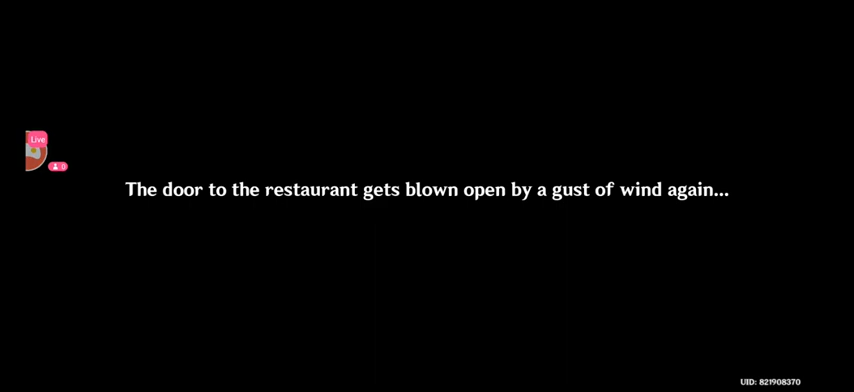 Live
0
The door to the restaurant gets blown open by a gust of wind again...
UID: 821908370